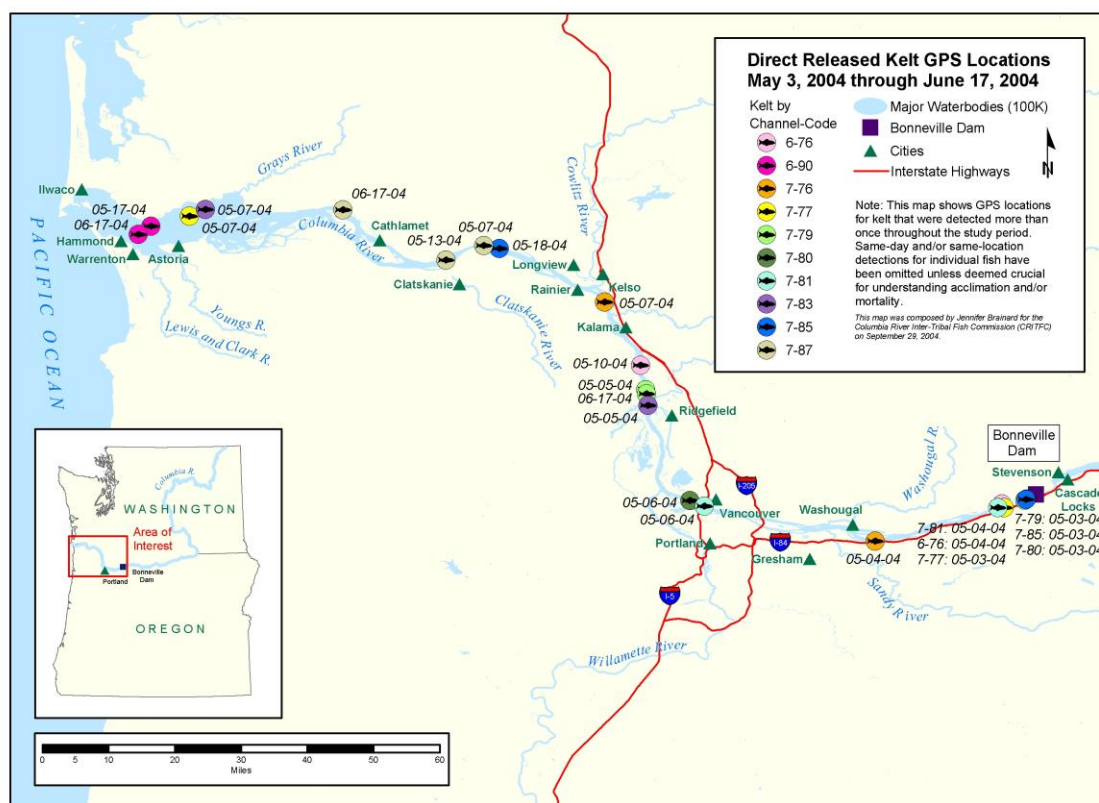 Direct Released Kelt GPS Locations
May 3, 2004 through June 17, 2004
Kelt by
Channel-Code
6-76
6-90
7-76
7-77
7-79
7-80
7-81
7-83
7-85
7-87
Major Waterbodies (100K)
Bonneville Dam
Cities
Interstate Highways
N
Note: This map shows GPS locations
for kelt that were detected more than
once throughout the study period.
Same-day and/or same-location
detections for individual fish have
been omitted unless deemed crucial
for understanding acclimation and/or
mortality.
This map was composed by Jennifer Brainard for the
Columbia River Inter-Tribal Fish Commission (CRITFC)
on September 29, 2004.
Grays River
Cowlitz River
Ilwaco
05-17-04
06-17-04
Hammond
Warrenton
Astoria
05-07-04
05-07-04
06-17-04
Cathlamet
Columbia River
05-13-04
05-07-04
05-18-04
Longview
Kelso
Rainier
Clatskanie
05-07-04
Kalama
Clatskanie River
Youngs R.
Lewis and Clark R.
PACIFIC OCEAN
05-10-04
05-05-04
06-17-04
05-05-04
Ridgefield
I-205
Washougal R.
Bonneville
Dam
Stevenson
Cascade
Locks
05-06-04
05-06-04
Vancouver
Washougal
Portland
I-84
Gresham
05-04-04
7-81: 05-04-04
6-76: 05-04-04
7-77: 05-03-04
7-79: 05-03-04
7-85: 05-03-04
7-80: 05-03-04
Sandy River
I-5
Willamette River
Columbia R.
WASHINGTON
Area of
Interest
Portland
Bonneville
Dam
OREGON
0 10 20 30 40 50 60
Miles